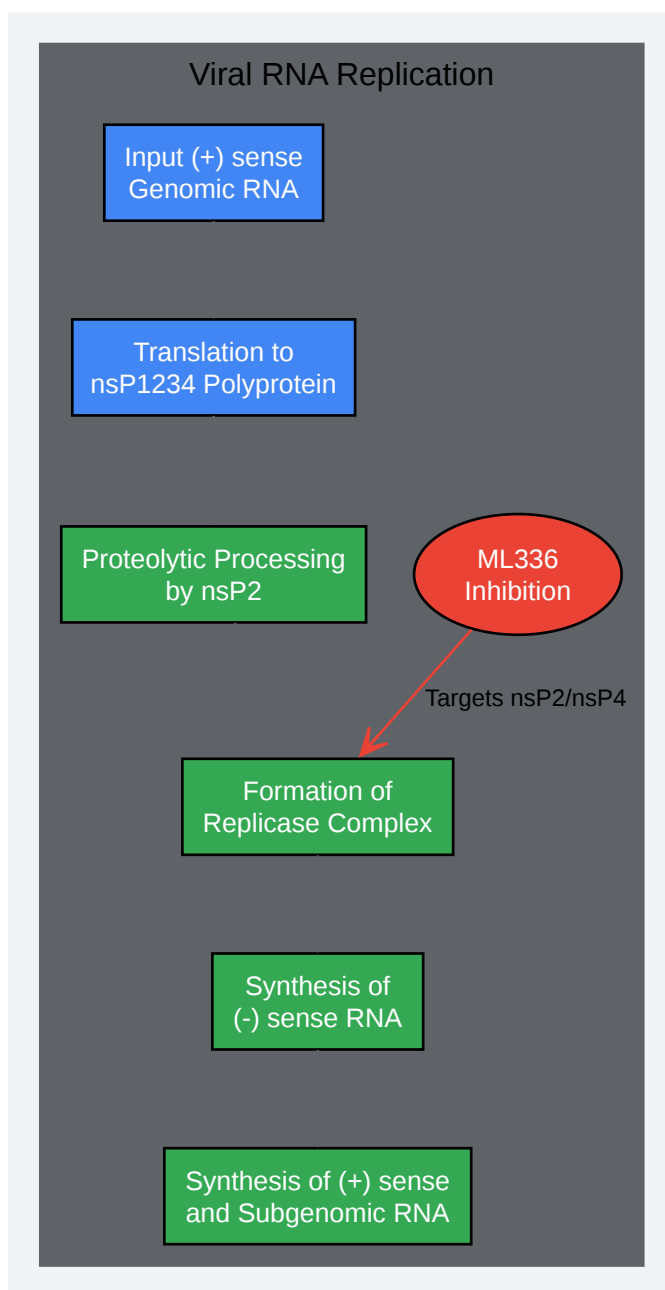 Viral RNA Replication
Input (+) sense
Genomic RNA
Translation to
nsP1234 Polyprotein
Proteolytic Processing
by nsP2
ML336
Inhibition
Targets nsP2/nsP4
Formation of
Replicase Complex
Synthesis of
(-) sense RNA
Synthesis of (+) sense
and Subgenomic RNA